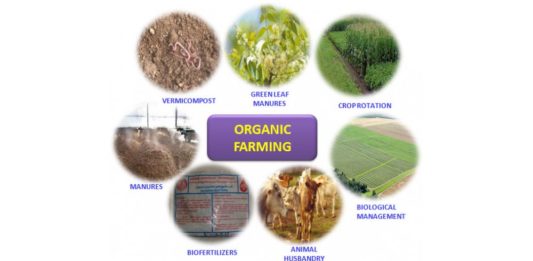 VERMICOMPOST
GREEN LEAF
MANURES
CROP ROTATION
ORGANIC
FARMING
MANURES
BIOLOGICAL
MANAGEMENT
BIOFERTILIZERS
ANIMAL
HUSBANDRY